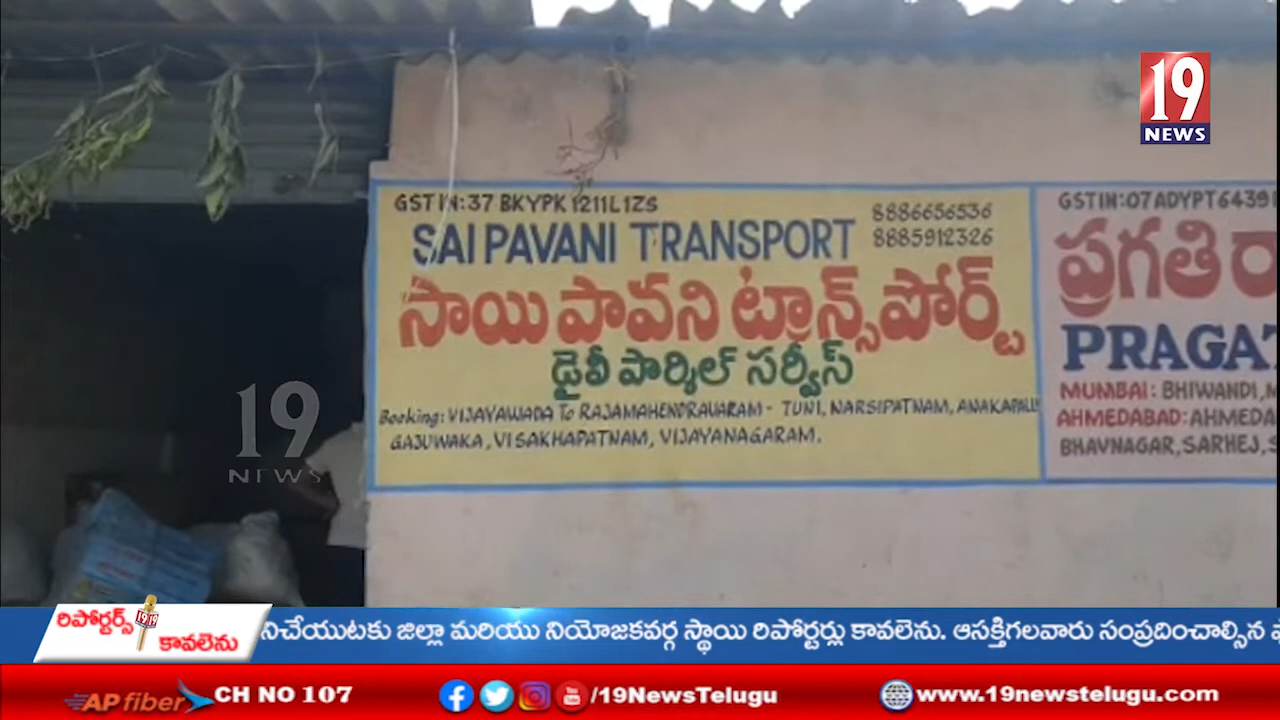 19
NEWS
GSTIN:37 BKYPK1211L1ZS
8886656536
8885912326
SAI PAVANI TRANSPORT
సాయి పావని ట్రాన్స్‌పోర్ట్
డైలీ పార్శిల్ సర్వీస్
Booking: VIJAYAWADA To RAJAMAHENDRAVARAM - TUNI, NARSIPATNAM, ANAKAPALLI
GAJUWAKA, VISAKHAPATNAM, VIJAYANAGARAM.
GSTIN:07ADYPT6439
ప్రగతి
PRAGAT
MUMBAI: BHIWANDI,
AHMEDABAD: AHMEDA
BHAVNAGAR, SARHEJ,
19
NEWS
రిపోర్టర్స్
కావలెను
నిచేయుటకు జిల్లా మరియు నియోజకవర్గ స్థాయి రిపోర్టర్లు కావలెను. ఆసక్తిగలవారు సంప్రదించాల్సిన
AP fiber CH NO 107 /19NewsTelugu www.19newstelugu.com